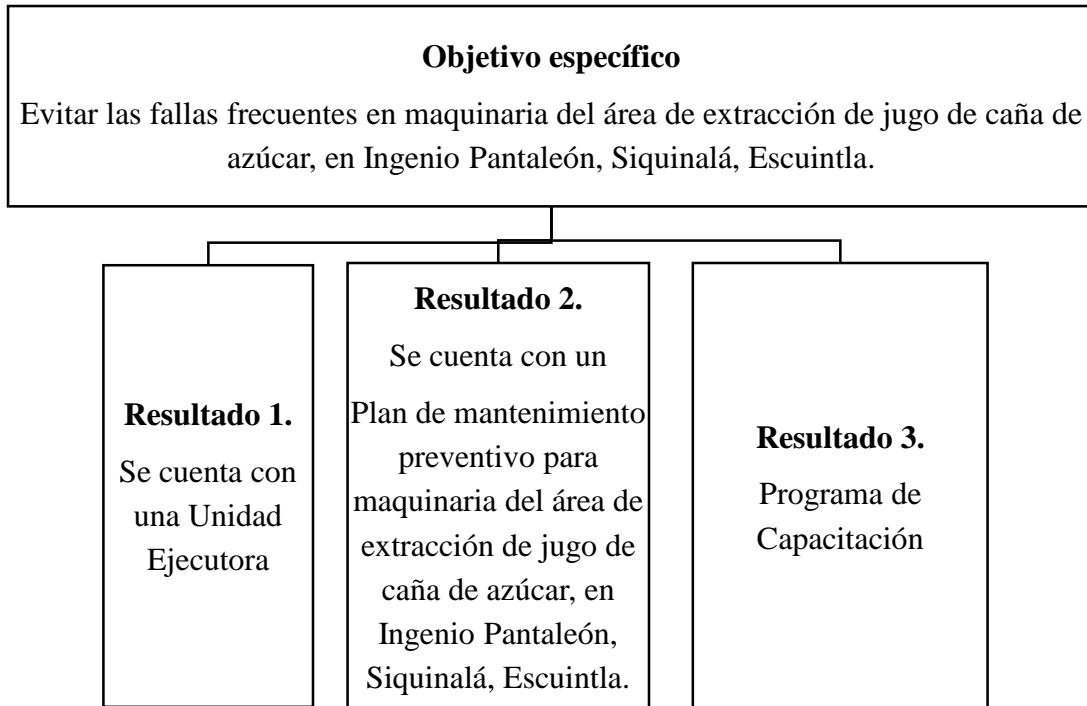 Objetivo específico
Evitar las fallas frecuentes en maquinaria del área de extracción de jugo de caña de
azúcar, en Ingenio Pantaleón, Siquinalá, Escuintla.
Resultado 1.
Se cuenta con
una Unidad
Ejecutora
Resultado 2.
Se cuenta con un
Plan de mantenimiento
preventivo para
maquinaria del área de
extracción de jugo de
caña de azúcar, en
Ingenio Pantaleón,
Siquinalá, Escuintla.
Resultado 3.
Programa de
Capacitación